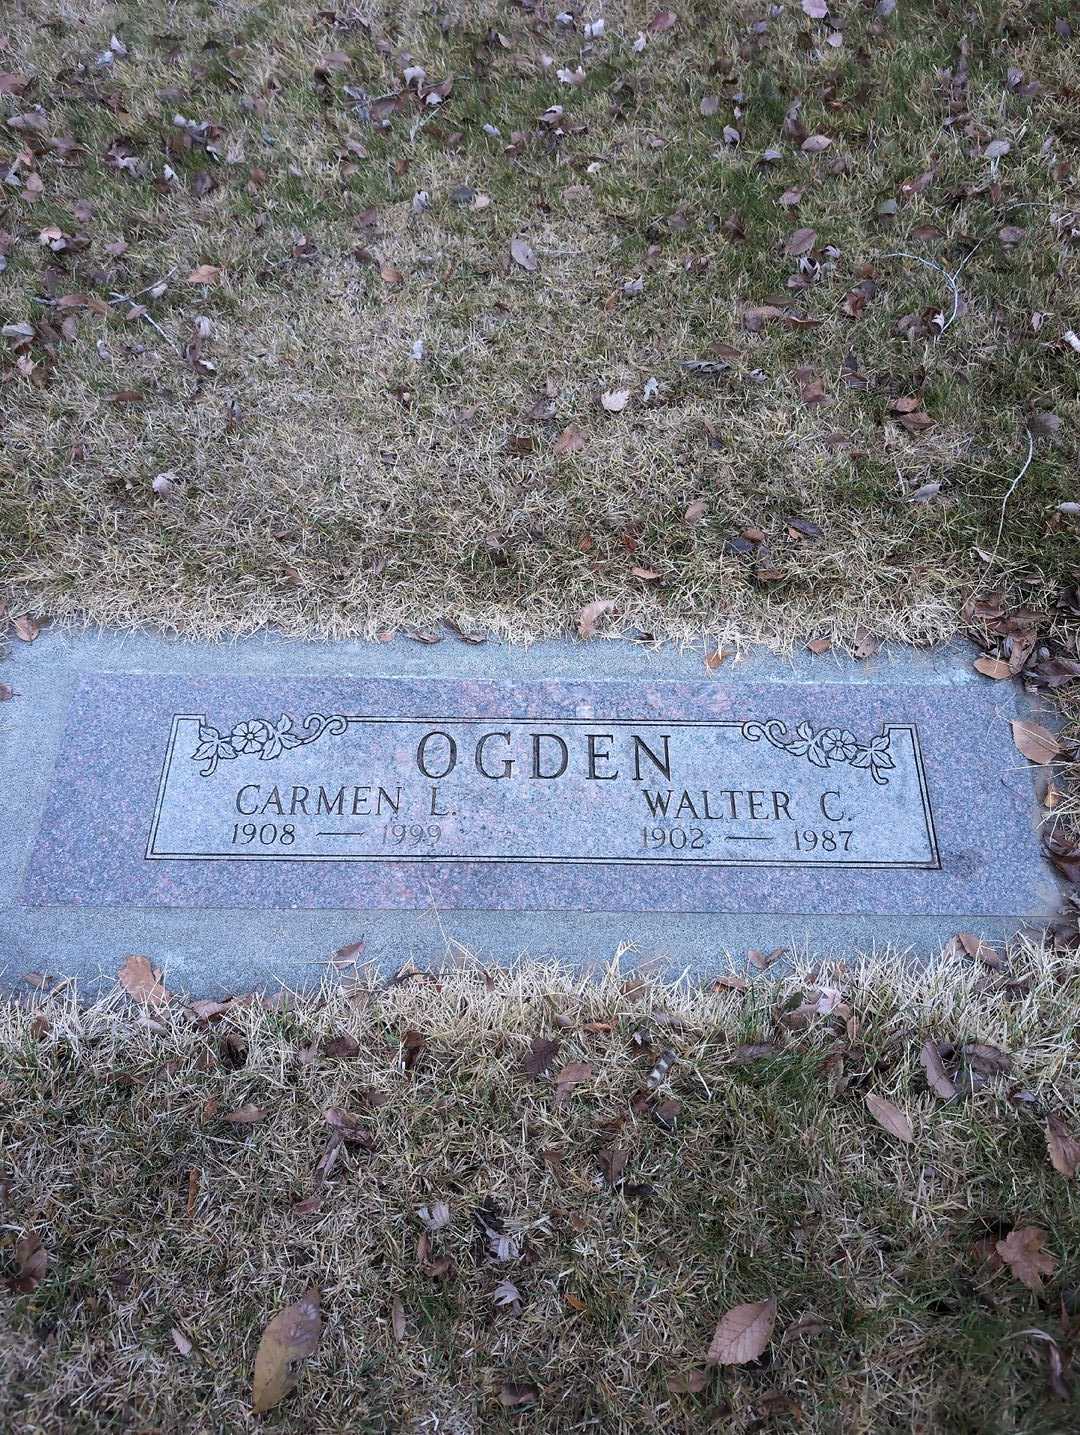 OGDEN
CARMEN L. WALTER C.
1908 — 1999 1902 — 1987